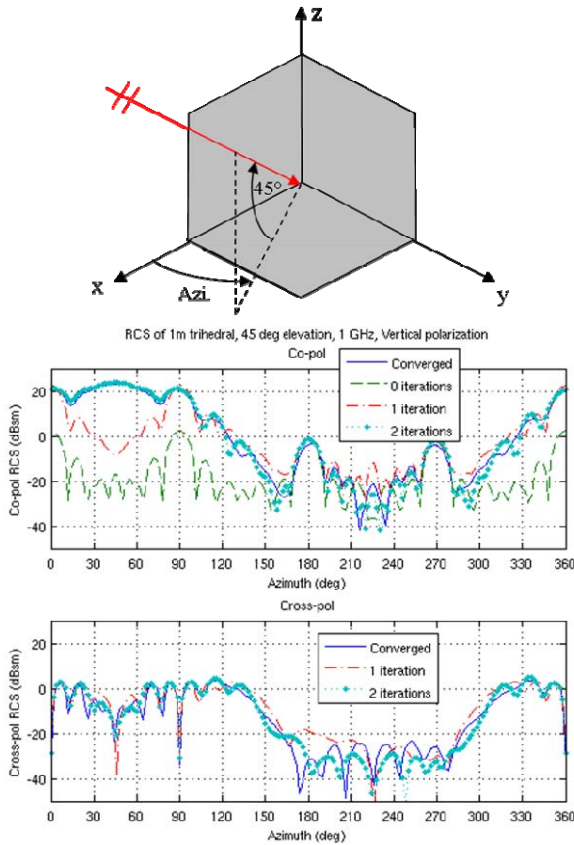 z
45°
x
Azi.
y
RCS of 1m trihedral, 45 deg elevation, 1 GHz, Vertical polarization
Co-pol
Converged
0 iterations
1 iteration
2 iterations
20
0
-20
-40
Co-pol RCS (dBsm)
0 30 60 90 120 150 180 210 240 270 300 330 360
Azimuth (deg.)
Cross-pol
Converged
1 iteration
2 iterations
20
0
-20
-40
Cross-pol RCS (dBsm)
0 30 60 90 120 150 180 210 240 270 300 330 360
Azimuth (deg.)